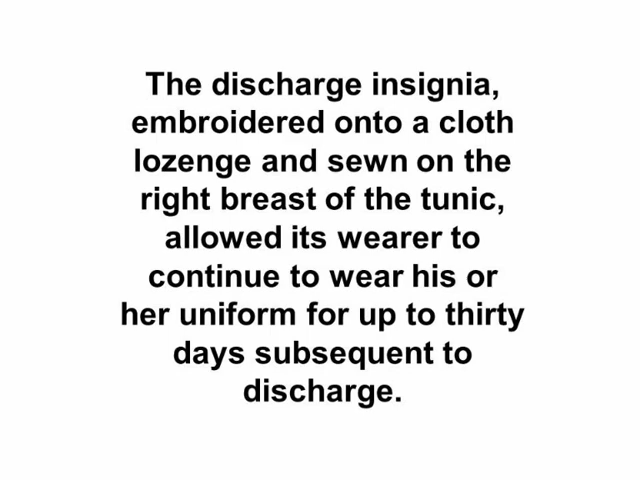 The discharge insignia,
embroidered onto a cloth
lozenge and sewn on the
right breast of the tunic,
allowed its wearer to
continue to wear his or
her uniform for up to thirty
days subsequent to
discharge.